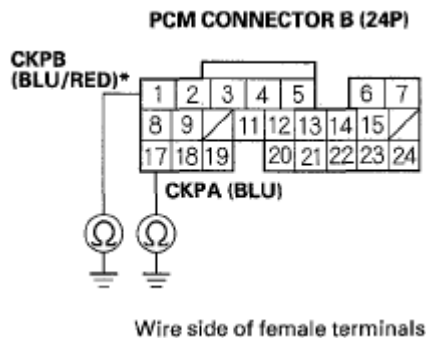 PCM CONNECTOR B (24P)
CKPB
(BLU/RED)*
1 2 3 4 5 6 7
8 9 11 12 13 14 15
17 18 19 20 21 22 23 24
CKPA (BLU)
Ω Ω
Wire side of female terminals